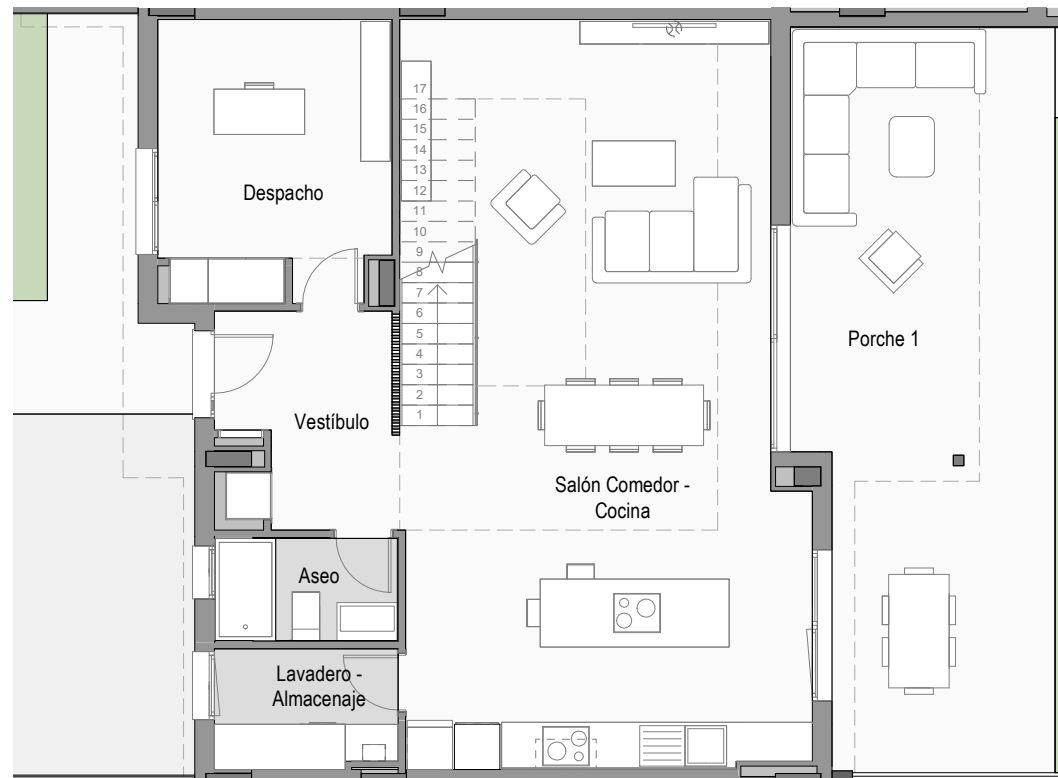 17
16
15
14
13
12
11
10
9
8
7
6
5
4
3
2
1
Despacho
Porche 1
Vestíbulo
Salón Comedor -
Cocina
Aseo
Lavadero -
Almacenaje